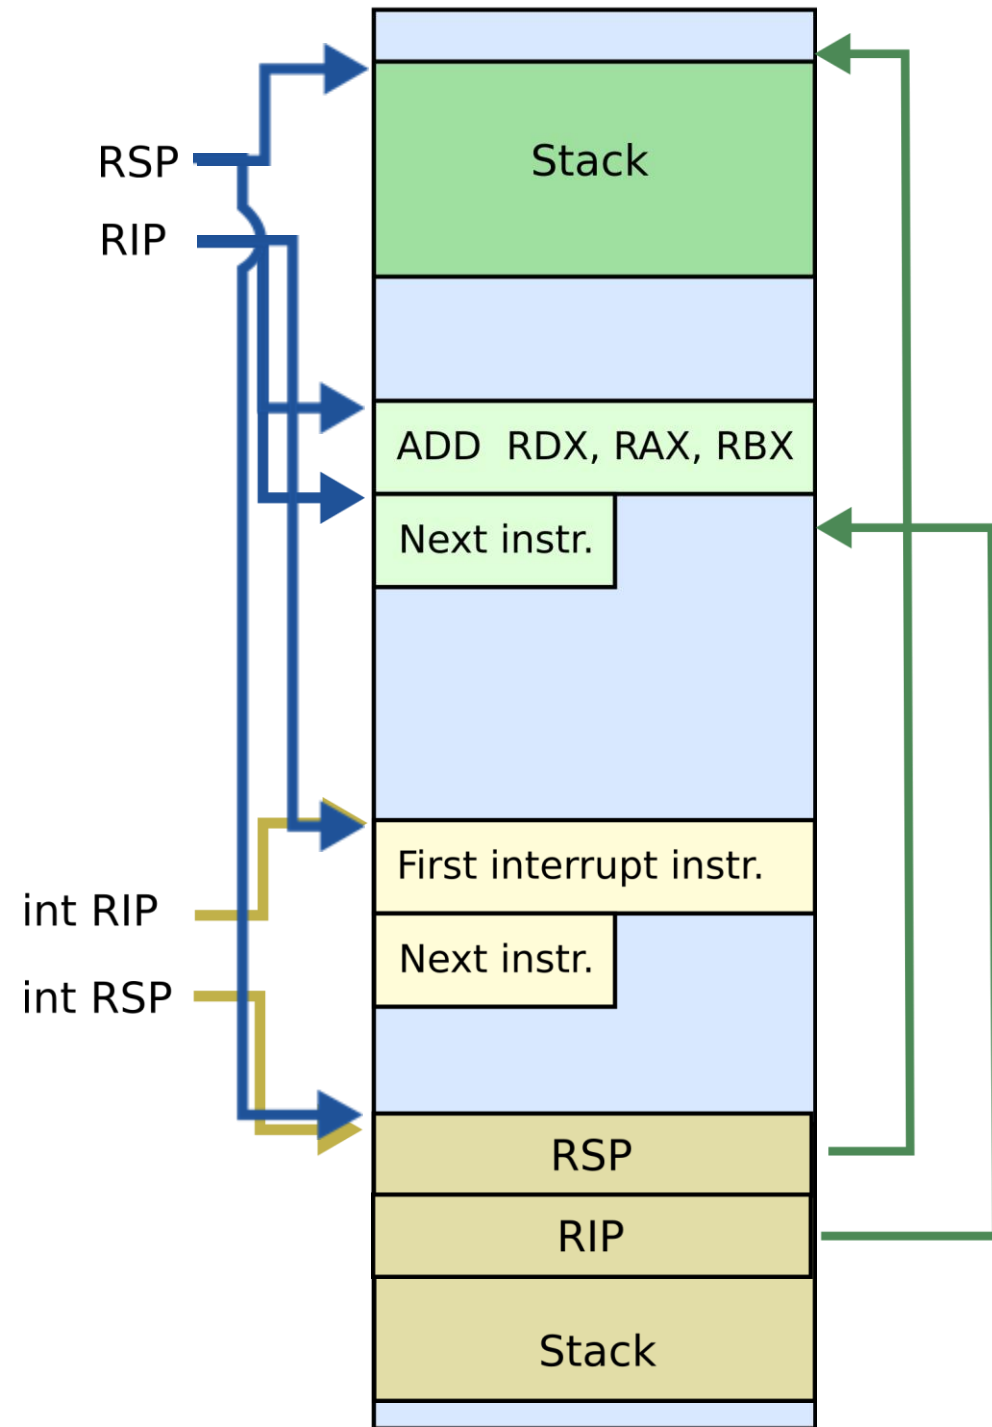 Stack
RSP
RIP
ADD  RDX, RAX, RBX
Next instr.
First interrupt instr.
int RIP
Next instr.
int RSP
RSP
RIP
Stack